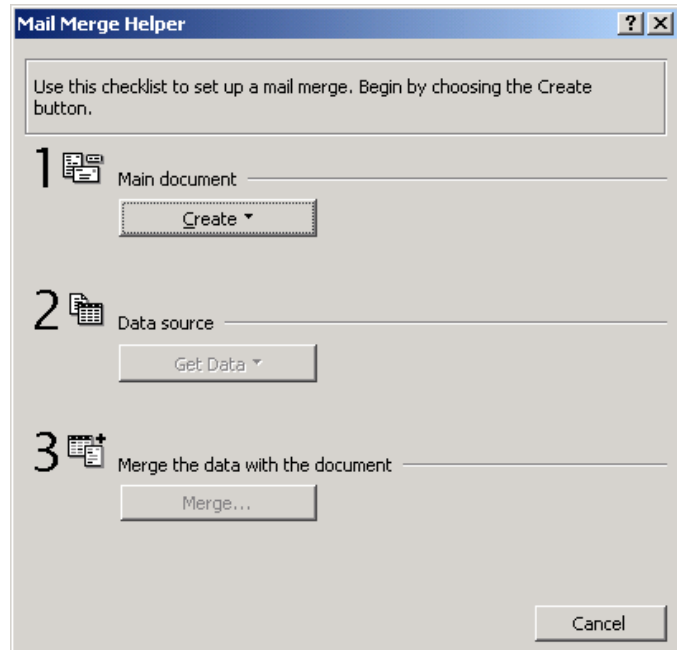 Mail Merge Helper
Use this checklist to set up a mail merge. Begin by choosing the Create
button.
1 Main document
Create
2 Data source
Get Data
3 Merge the data with the document
Merge...
Cancel